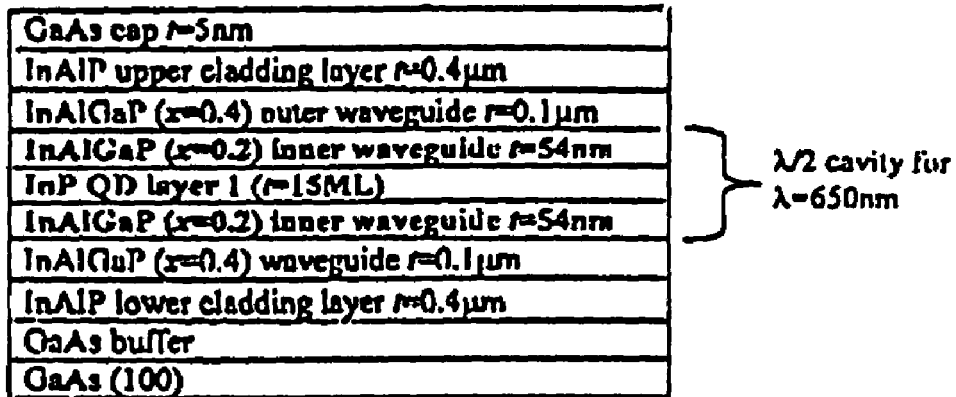 GaAs cap t=5nm
InAlP upper cladding layer t=0.4μm
InAlGaP (x=0.4) outer waveguide t=0.1μm
InAlGaP (x=0.2) inner waveguide t=54nm
InP QD layer 1 (t=15ML)
InAlGaP (x=0.2) inner waveguide t=54nm
InAlGaP (x=0.4) waveguide t=0.1μm
InAlP lower cladding layer t=0.4μm
GaAs buffer
GaAs (100)
λ/2 cavity for
λ=650nm